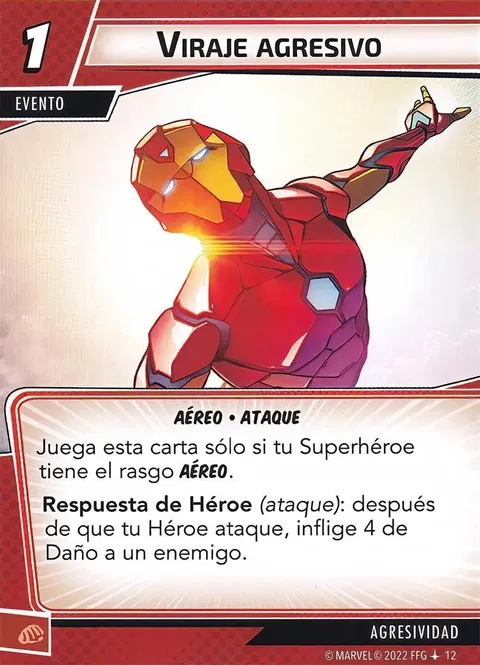 1
VIRAJE AGRESIVO
EVENTO
AÉREO • ATAQUE
Juega esta carta sólo si tu Superhéroe
tiene el rasgo AÉREO.
Respuesta de Héroe (ataque): después
de que tu Héroe ataque, inflige 4 de
Daño a un enemigo.
AGRESIVIDAD
© MARVEL © 2022 FFG 12